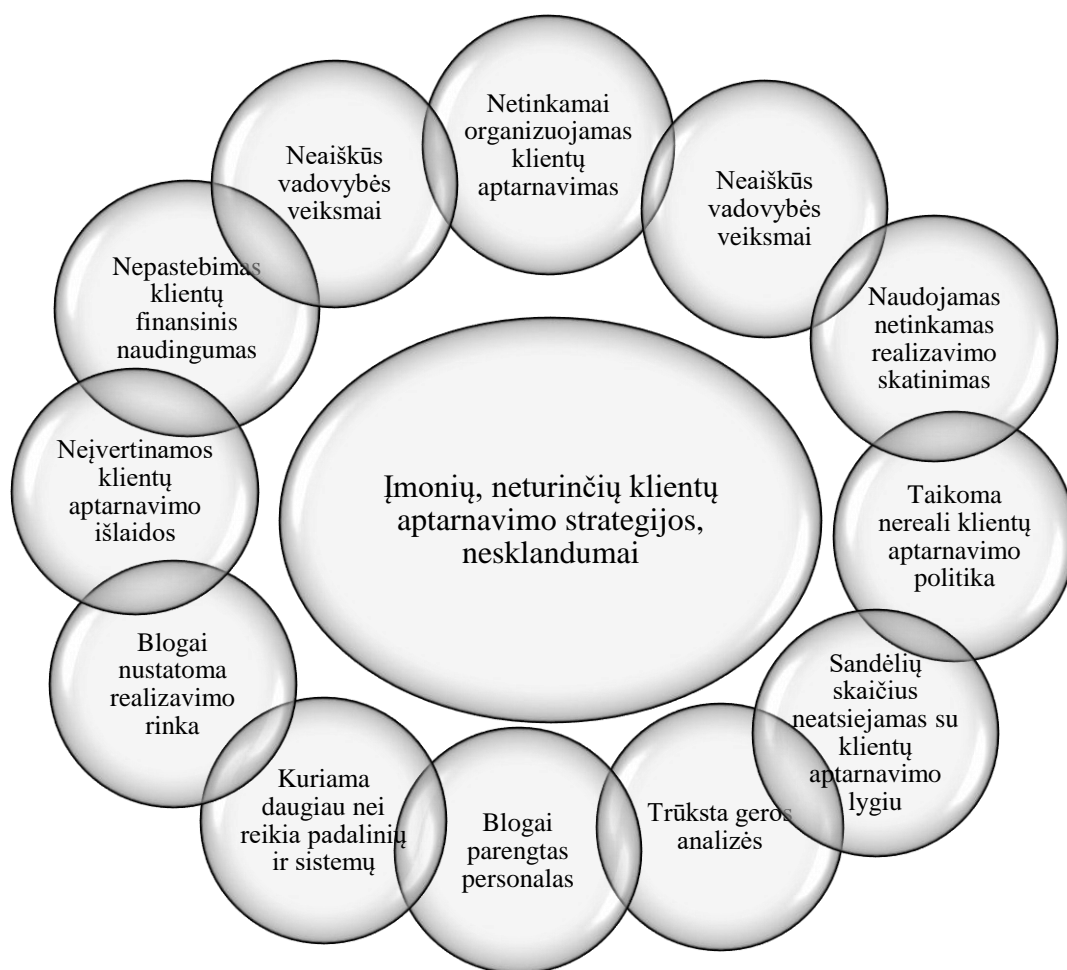 Netinkamai
organizuojamas
klientų
aptarnavimas
Neaiškūs
vadovybės
veiksmai
Naudojamas
netinkamas
realizavimo
skatinimas
Taikoma
nereali klientų
aptarnavimo
politika
Sandėlių
skaičius
neatsiejamas su
klientų
aptarnavimo
lygiu
Trūksta geros
analizės
Blogai
parengtas
personalas
Kuriama
daugiau nei
reikia padalinių
ir sistemų
Blogai
nustatoma
realizavimo
rinka
Neįvertinamos
klientų
aptarnavimo
išlaidos
Nepastebimas
klientų
finansinis
naudingumas
Neaiškūs
vadovybės
veiksmai
Įmonių, neturinčių klientų
aptarnavimo strategijos,
nesklandumai